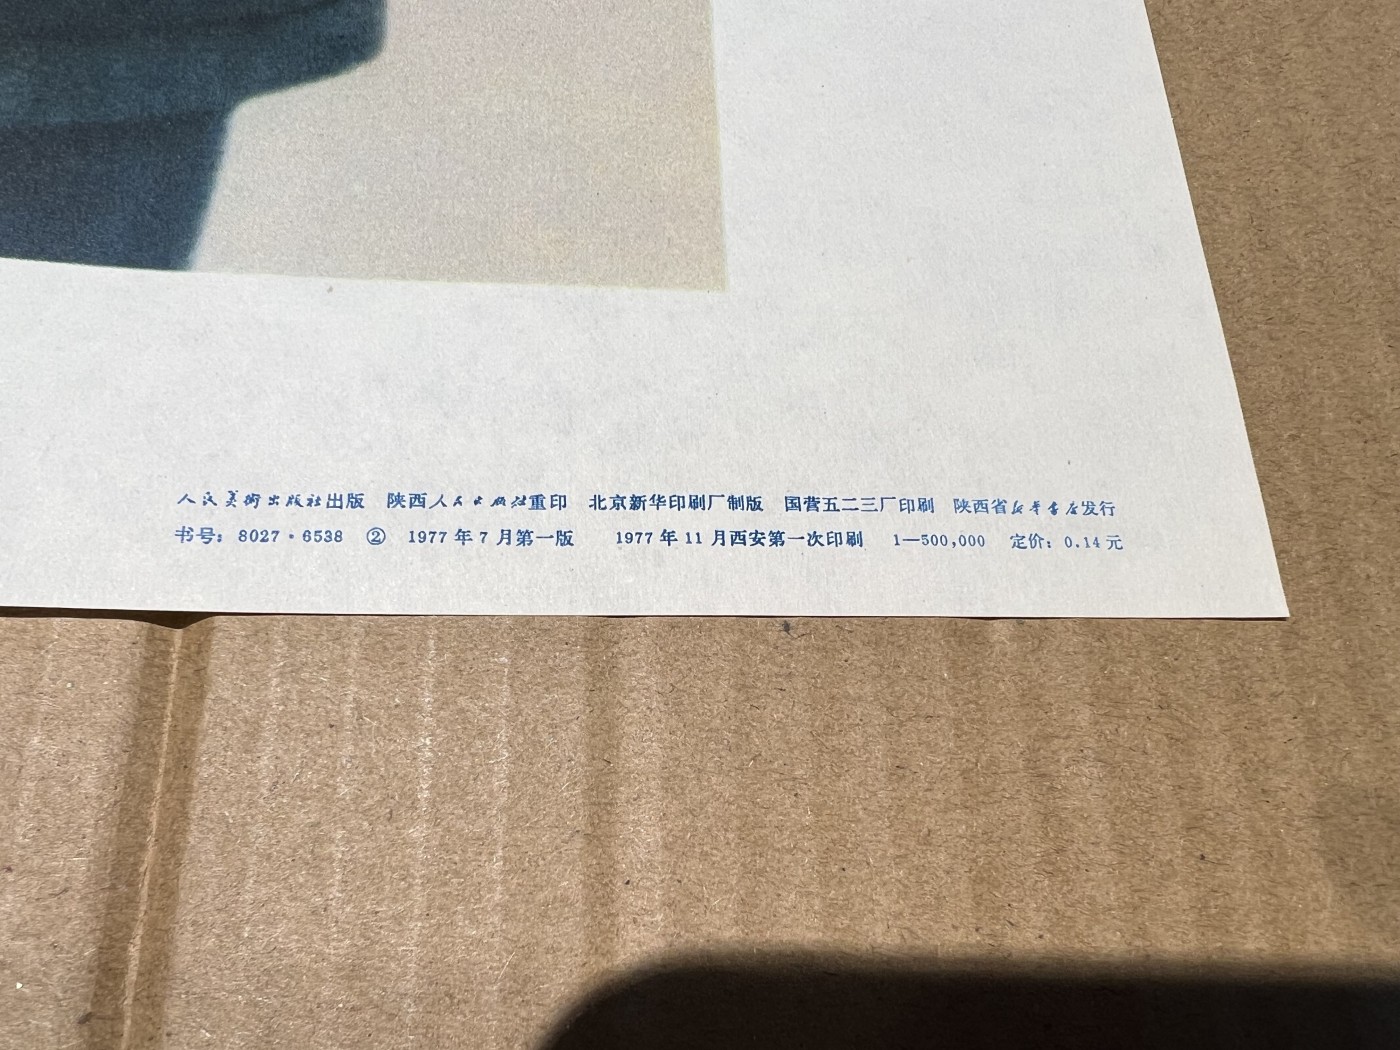 人民美術出版社出版 陕西人民出版社重印 北京新华印刷厂制版 国营五二三厂印刷 陕西省新华书店发行
书号：8027·6538 ② 1977年7月第一版 1977年11月西安第一次印刷 1—500,000 定价：0.14元